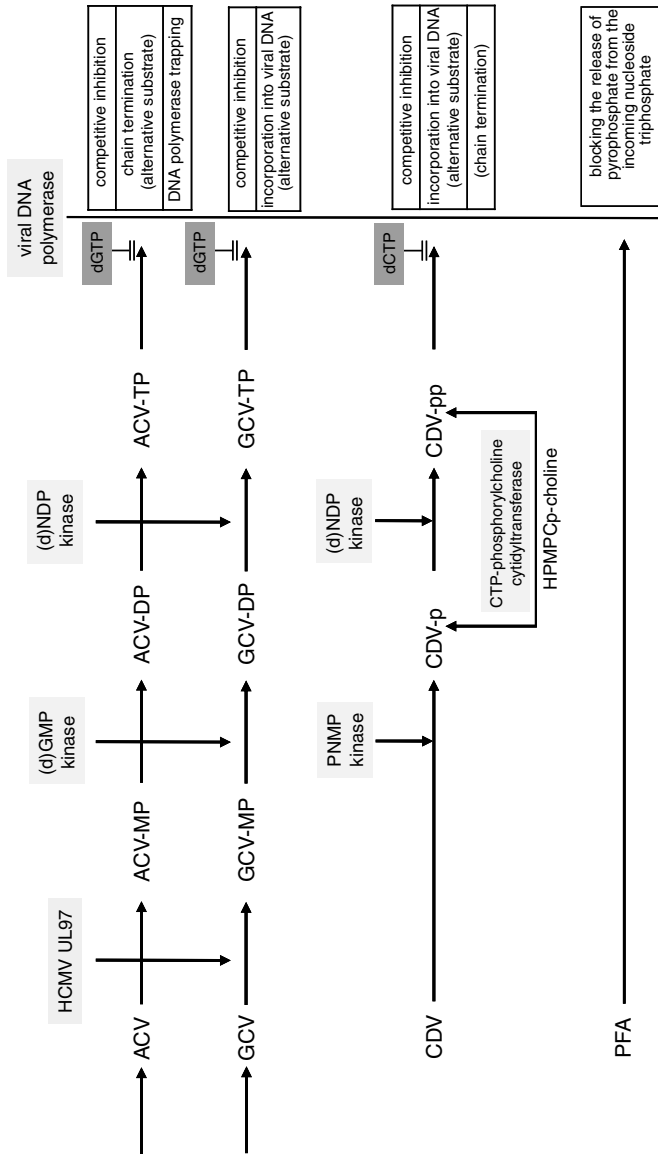 viral DNA
polymerase
HCMV UL97
(d)GMP
kinase
(d)NDP
kinase
dGTP
ACV
ACV-MP
ACV-DP
ACV-TP
competitive inhibition
chain termination
(alternative substrate)
DNA polymerase trapping
dGTP
GCV
GCV-MP
GCV-DP
GCV-TP
competitive inhibition
incorporation into viral DNA
(alternative substrate)
PNMP
kinase
(d)NDP
kinase
dCTP
CDV
CDV-p
CDV-pp
competitive inhibition
incorporation into viral DNA
(alternative substrate)
(chain termination)
CTP-phosphorylcholine
cytidyltransferase
HPMPCp-choline
PFA
blocking the release of
pyrophosphate from the
incoming nucleoside
triphosphate